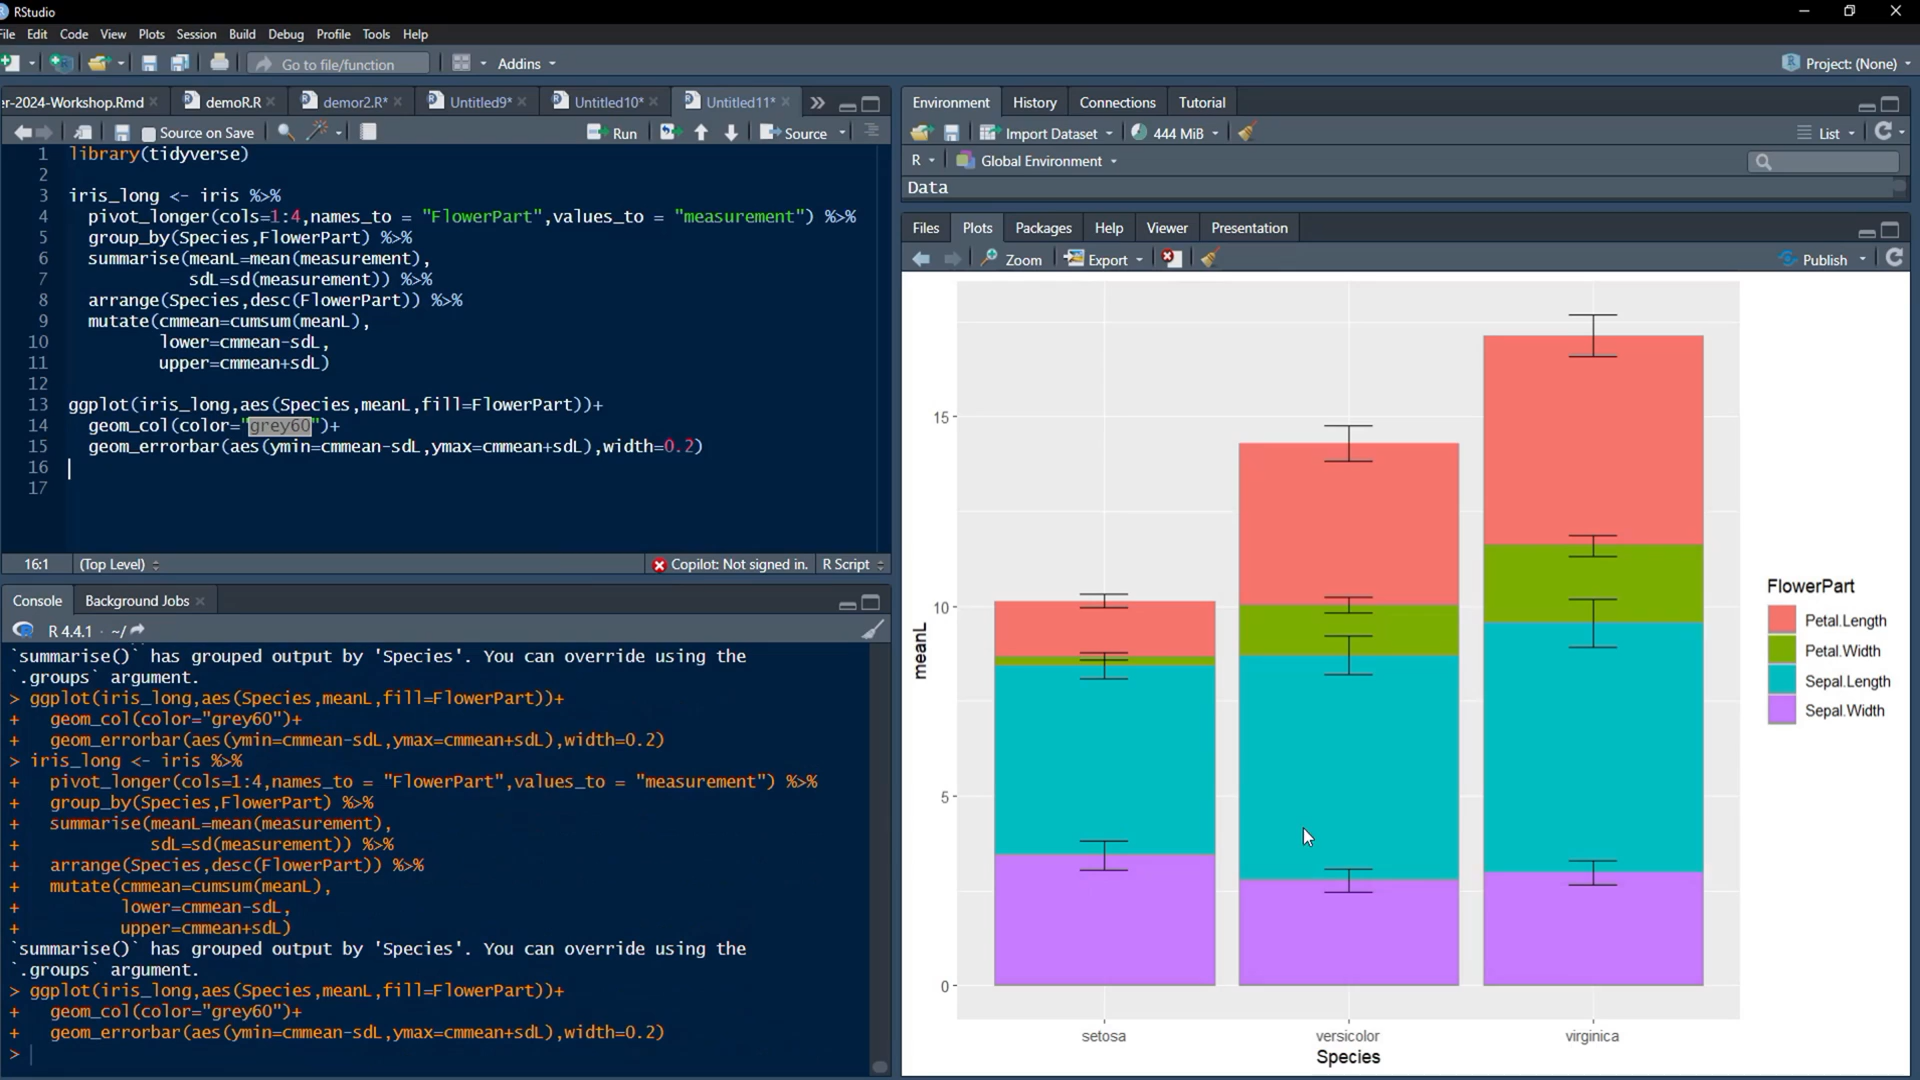 RStudio
File Edit Code View Plots Session Build Debug Profile Tools Help
Go to file/function Addins Project: (None)
er-2024-Workshop.Rmd demoR.R demor2.R* Untitled9* Untitled10* Untitled11*
Source on Save Run Source
1 library(tidyverse)
2
3 iris_long <- iris %>%
4 pivot_longer(cols=1:4,names_to = "FlowerPart",values_to = "measurement") %>%
5 group_by(Species,FlowerPart) %>%
6 summarise(meanL=mean(measurement),
7 sdL=sd(measurement)) %>%
8 arrange(Species,desc(FlowerPart)) %>%
9 mutate(cmmean=cumsum(meanL),
10 lower=cmmean-sdL,
11 upper=cmmean+sdL)
12
13 ggplot(iris_long,aes(Species,meanL,fill=FlowerPart))+
14 geom_col(color="grey60")+
15 geom_errorbar(aes(ymin=cmmean-sdL,ymax=cmmean+sdL),width=0.2)
16
17
16:1 (Top Level) Copilot: Not signed in. R Script
Console Background Jobs
R 4.4.1 · ~/
`summarise()` has grouped output by 'Species'. You can override using the
`.groups` argument.
> ggplot(iris_long,aes(Species,meanL,fill=FlowerPart))+
+ geom_col(color="grey60")+
+ geom_errorbar(aes(ymin=cmmean-sdL,ymax=cmmean+sdL),width=0.2)
> iris_long <- iris %>%
+ pivot_longer(cols=1:4,names_to = "FlowerPart",values_to = "measurement") %>%
+ group_by(Species,FlowerPart) %>%
+ summarise(meanL=mean(measurement),
+ sdL=sd(measurement)) %>%
+ arrange(Species,desc(FlowerPart)) %>%
+ mutate(cmmean=cumsum(meanL),
+ lower=cmmean-sdL,
+ upper=cmmean+sdL)
`summarise()` has grouped output by 'Species'. You can override using the
`.groups` argument.
> ggplot(iris_long,aes(Species,meanL,fill=FlowerPart))+
+ geom_col(color="grey60")+
+ geom_errorbar(aes(ymin=cmmean-sdL,ymax=cmmean+sdL),width=0.2)
>
Environment History Connections Tutorial
Import Dataset 444 MiB List
R Global Environment
Data
Files Plots Packages Help Viewer Presentation
Zoom Export Publish
15
10
5
0
meanL
setosa versicolor virginica
Species
FlowerPart
Petal.Length
Petal.Width
Sepal.Length
Sepal.Width